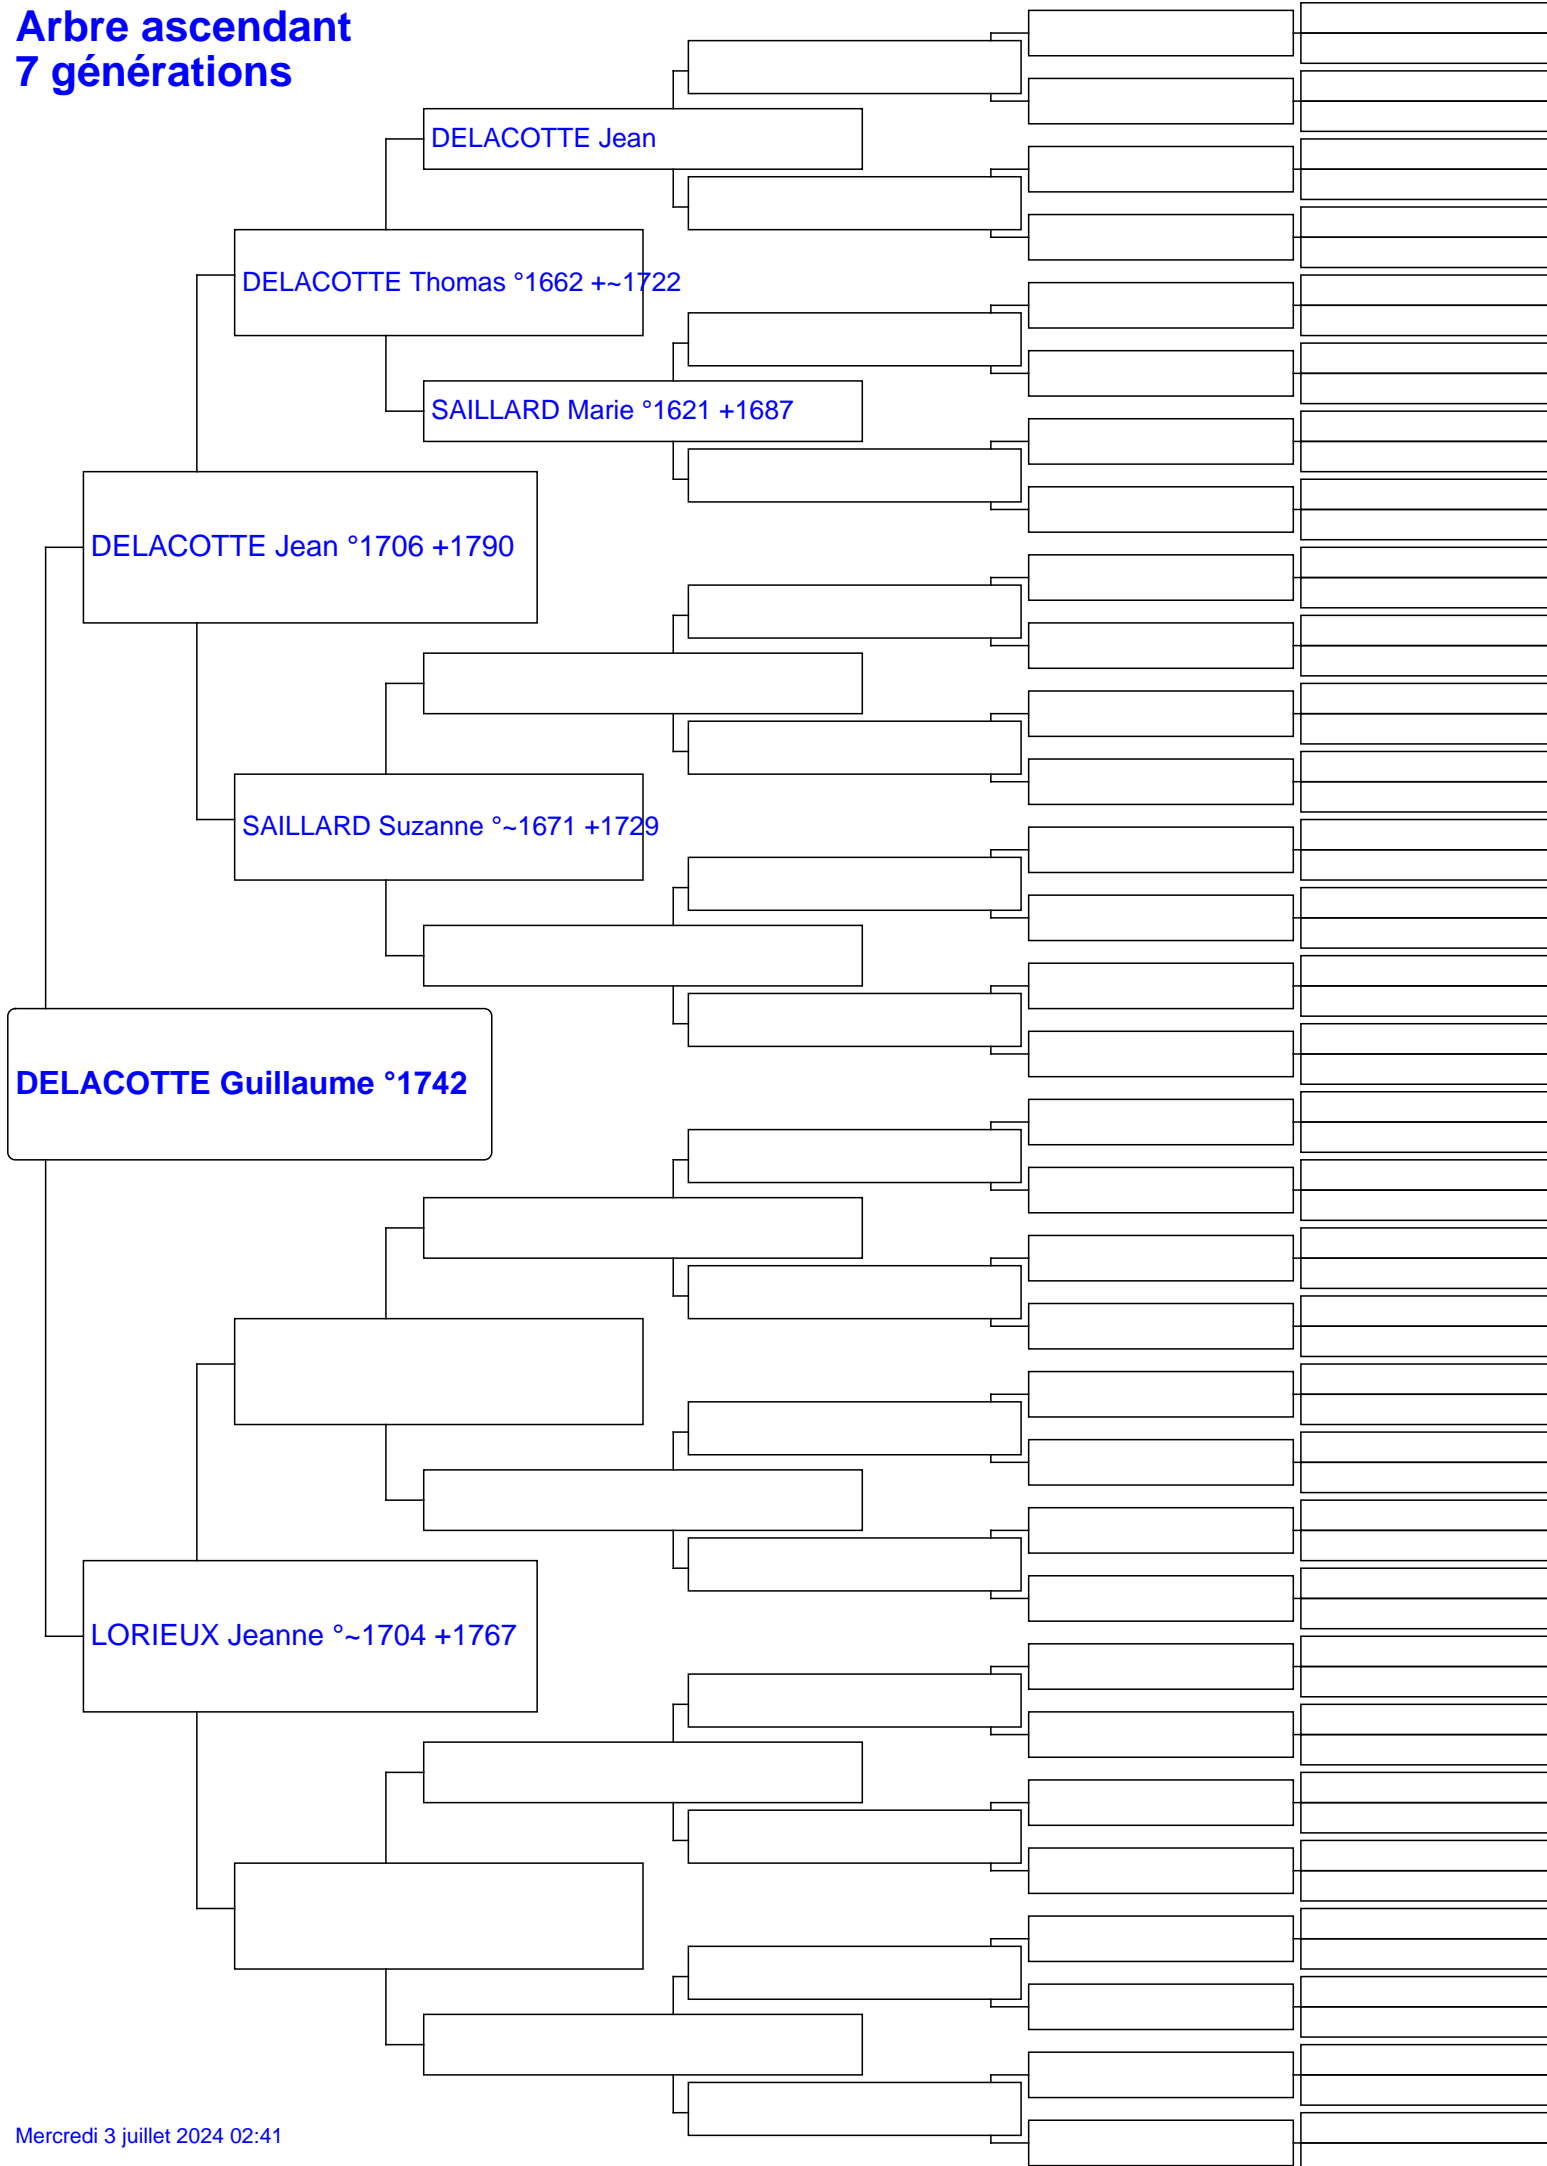 Arbre ascendant
7 générations
DELACOTTE Jean
DELACOTTE Thomas °1662 +~1722
SAILLARD Marie °1621 +1687
DELACOTTE Jean °1706 +1790
SAILLARD Suzanne °~1671 +1729
DELACOTTE Guillaume °1742
LORIEUX Jeanne °~1704 +1767
Mercredi 3 juillet 2024 02:41